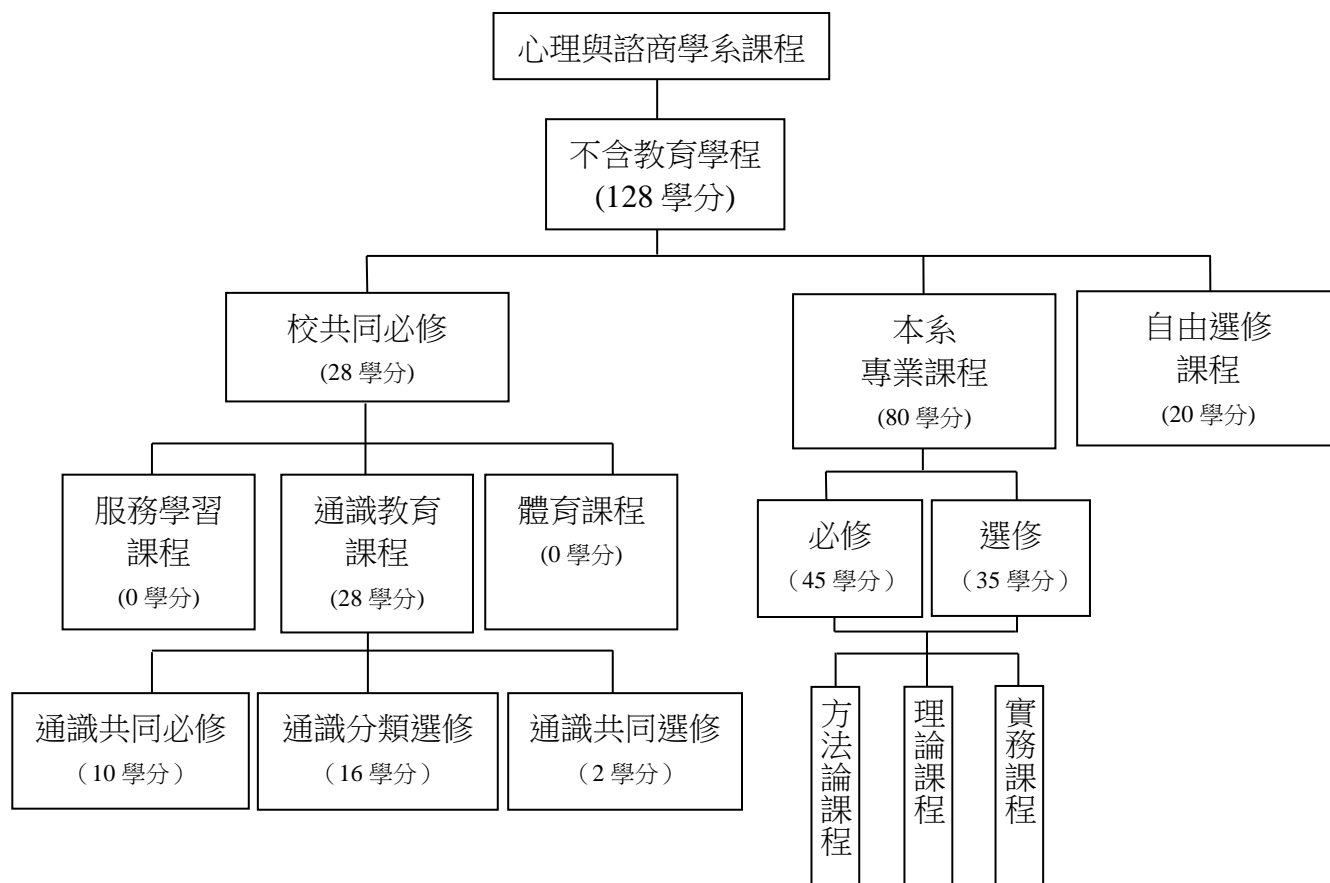 心理與諮商學系課程
不含教育學程
(128 學分)
校共同必修
(28 學分)
本系
專業課程
(80 學分)
自由選修
課程
(20 學分)
服務學習
課程
(0 學分)
通識教育
課程
(28 學分)
體育課程
(0 學分)
必修
（45 學分）
選修
（35 學分）
通識共同必修
（10 學分）
通識分類選修
（16 學分）
通識共同選修
（2 學分）
方法論課程
理論課程
實務課程